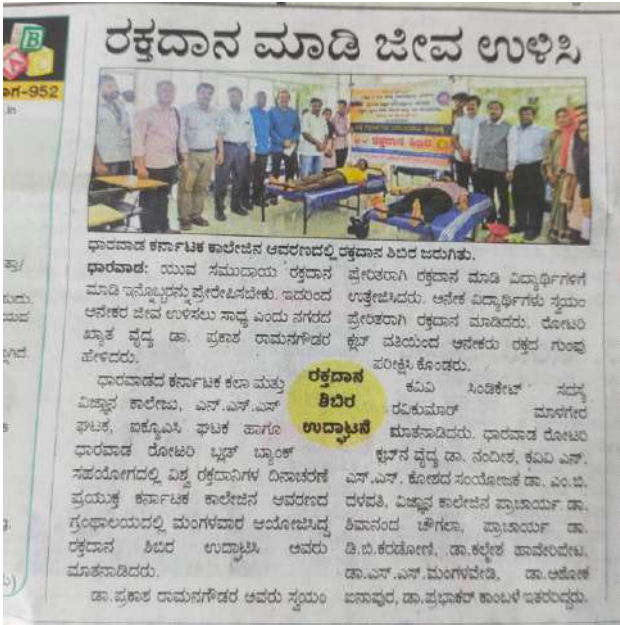 ರಕ್ತದಾನ ಮಾಡಿ ಜೀವ ಉಳಿಸಿ
B
-952
.in
ರಕ್ತದಾನ ಶಿಬಿರ
ಧಾರವಾಡ ಕರ್ನಾಟಕ ಕಾಲೇಜಿನ ಆವರಣದಲ್ಲಿ ರಕ್ತದಾನ ಶಿಬಿರ ಜರುಗಿತು.
ಧಾರವಾಡ: ಯುವ ಸಮುದಾಯ ರಕ್ತದಾನ
ಮಾಡಿ ಇನ್ನೊಬ್ಬರನ್ನು ಪ್ರೇರೇಪಿಸಬೇಕು. ಇದರಿಂದ
ಅನೇಕರ ಜೀವ ಉಳಿಸಲು ಸಾಧ್ಯ ಎಂದು ನಗರದ
ಖ್ಯಾತ ವೈದ್ಯ ಡಾ. ಪ್ರಕಾಶ ರಾಮನಗೌಡರ
ಹೇಳಿದರು.
ಧಾರವಾಡದ ಕರ್ನಾಟಕ ಕಲಾ ಮತ್ತು
ವಿಜ್ಞಾನ ಕಾಲೇಜು, ಎನ್.ಎಸ್.ಎಸ್
ಘಟಕ, ಐಕ್ಯೂಎಸಿ ಘಟಕ ಹಾಗೂ
ಧಾರವಾಡ ರೋಟರಿ ಬ್ಲಡ್ ಬ್ಯಾಂಕ್
ಸಹಯೋಗದಲ್ಲಿ ವಿಶ್ವ ರಕ್ತದಾನಿಗಳ ದಿನಾಚರಣೆ
ಪ್ರಯುಕ್ತ ಕರ್ನಾಟಕ ಕಾಲೇಜಿನ ಆವರಣದ
ಗ್ರಂಥಾಲಯದಲ್ಲಿ ಮಂಗಳವಾರ ಆಯೋಜಿಸಿದ್ದ
ರಕ್ತದಾನ ಶಿಬಿರ ಉದ್ಘಾಟಿಸಿ ಅವರು
ಮಾತನಾಡಿದರು.
ಡಾ.ಪ್ರಕಾಶ ರಾಮನಗೌಡರ ಅವರು ಸ್ವಯಂ
ರಕ್ತದಾನ
ಶಿಬಿರ
ಉದ್ಘಾಟನೆ
ಪ್ರೇರಿತರಾಗಿ ರಕ್ತದಾನ ಮಾಡಿ ವಿದ್ಯಾರ್ಥಿಗಳಿಗೆ
ಉತ್ತೇಜಿಸಿದರು. ಅನೇಕ ವಿದ್ಯಾರ್ಥಿಗಳು ಸ್ವಯಂ
ಪ್ರೇರಿತರಾಗಿ ರಕ್ತದಾನ ಮಾಡಿದರು. ರೋಟರಿ
ಕ್ಲಬ್ ವತಿಯಿಂದ ಅನೇಕರು ರಕ್ತದ ಗುಂಪು
ಪರೀಕ್ಷಿಸಿ ಕೊಂಡರು.
ಕವಿವಿ ಸಿಂಡಿಕೇಟ್ ಸದಸ್ಯ
ರವಿಕುಮಾರ್ ಮಾಳಗೇರ
ಮಾತನಾಡಿದರು. ಧಾರವಾಡ ರೋಟರಿ
ಕ್ಲಬ್‌ನ ವೈದ್ಯ ಡಾ. ನಂದೀಶ, ಕವಿವಿ ಎನ್.
ಎಸ್.ಎಸ್. ಕೋಶದ ಸಂಯೋಜಕ ಡಾ. ಎಂ.ಬಿ.
ದಳಪತಿ, ವಿಜ್ಞಾನ ಕಾಲೇಜಿನ ಪ್ರಾಚಾರ್ಯ ಡಾ.
ಶಿವಾನಂದ ಚೌಗಲಾ, ಪ್ರಾಚಾರ್ಯ ಡಾ.
ಡಿ.ಬಿ.ಕರಡೋಣಿ, ಡಾ.ಕಲ್ಮೇಶ ಹಾವೇರಿಪೇಟ,
ಡಾ.ಎಸ್.ಎಸ್.ಮಂಗಳವೇಡಿ, ಡಾ.ಅಶೋಕ
ಐನಾಪುರ, ಡಾ.ಪ್ರಭಾಕರ್ ಕಾಂಬಳೆ ಇತರರಿದ್ದರು.